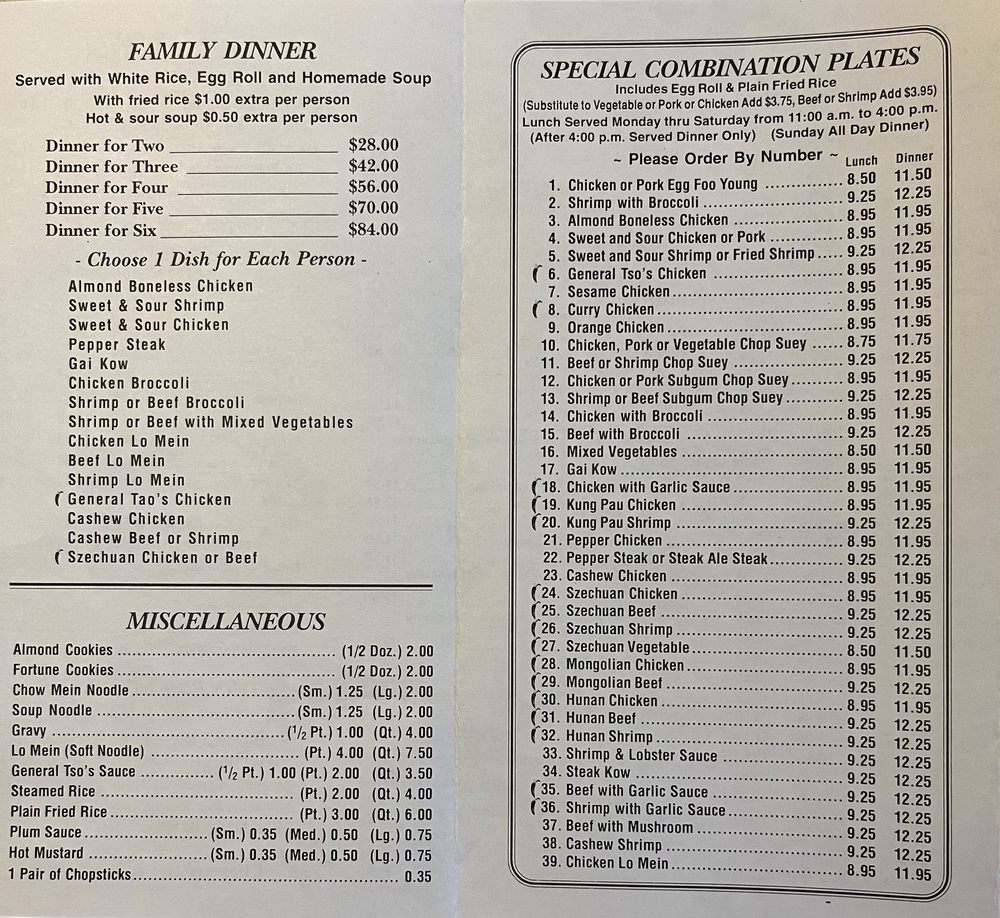 FAMILY DINNER
Served with White Rice, Egg Roll and Homemade Soup
With fried rice $1.00 extra per person
Hot & sour soup $0.50 extra per person
Dinner for Two $28.00
Dinner for Three $42.00
Dinner for Four $56.00
Dinner for Five $70.00
Dinner for Six $84.00
- Choose 1 Dish for Each Person -
Almond Boneless Chicken
Sweet & Sour Shrimp
Sweet & Sour Chicken
Pepper Steak
Gai Kow
Chicken Broccoli
Shrimp or Beef Broccoli
Shrimp or Beef with Mixed Vegetables
Chicken Lo Mein
Beef Lo Mein
Shrimp Lo Mein
General Tao's Chicken
Cashew Chicken
Cashew Beef or Shrimp
Szechuan Chicken or Beef
MISCELLANEOUS
Almond Cookies (1/2 Doz.) 2.00
Fortune Cookies (1/2 Doz.) 2.00
Chow Mein Noodle (Sm.) 1.25 (Lg.) 2.00
Soup Noodle (Sm.) 1.25 (Lg.) 2.00
Gravy (1/2 Pt.) 1.00 (Qt.) 4.00
Lo Mein (Soft Noodle) (Pt.) 4.00 (Qt.) 7.50
General Tso's Sauce (1/2 Pt.) 1.00 (Pt.) 2.00 (Qt.) 3.50
Steamed Rice (Pt.) 2.00 (Qt.) 4.00
Plain Fried Rice (Pt.) 3.00 (Qt.) 6.00
Plum Sauce (Sm.) 0.35 (Med.) 0.50 (Lg.) 0.75
Hot Mustard (Sm.) 0.35 (Med.) 0.50 (Lg.) 0.75
1 Pair of Chopsticks 0.35
SPECIAL COMBINATION PLATES
Includes Egg Roll & Plain Fried Rice
(Substitute to Vegetable or Pork or Chicken Add $3.75, Beef or Shrimp Add $3.95)
Lunch Served Monday thru Saturday from 11:00 a.m. to 4:00 p.m.
(After 4:00 p.m. Served Dinner Only) (Sunday All Day Dinner)
~ Please Order By Number ~ Lunch Dinner
1. Chicken or Pork Egg Foo Young 8.50 11.50
2. Shrimp with Broccoli 9.25 12.25
3. Almond Boneless Chicken 8.95 11.95
4. Sweet and Sour Chicken or Pork 8.95 11.95
5. Sweet and Sour Shrimp or Fried Shrimp 9.25 12.25
6. General Tso's Chicken 8.95 11.95
7. Sesame Chicken 8.95 11.95
8. Curry Chicken 8.95 11.95
9. Orange Chicken 8.95 11.95
10. Chicken, Pork or Vegetable Chop Suey 8.75 11.75
11. Beef or Shrimp Chop Suey 9.25 12.25
12. Chicken or Pork Subgum Chop Suey 8.95 11.95
13. Shrimp or Beef Subgum Chop Suey 9.25 12.25
14. Chicken with Broccoli 8.95 11.95
15. Beef with Broccoli 9.25 12.25
16. Mixed Vegetables 8.50 11.50
17. Gai Kow 8.95 11.95
18. Chicken with Garlic Sauce 8.95 11.95
19. Kung Pau Chicken 8.95 11.95
20. Kung Pau Shrimp 9.25 12.25
21. Pepper Chicken 8.95 11.95
22. Pepper Steak or Steak Ale Steak 9.25 12.25
23. Cashew Chicken 8.95 11.95
24. Szechuan Chicken 8.95 11.95
25. Szechuan Beef 9.25 12.25
26. Szechuan Shrimp 9.25 12.25
27. Szechuan Vegetable 8.50 11.50
28. Mongolian Chicken 8.95 11.95
29. Mongolian Beef 9.25 12.25
30. Hunan Chicken 8.95 11.95
31. Hunan Beef 9.25 12.25
32. Hunan Shrimp 9.25 12.25
33. Shrimp & Lobster Sauce 9.25 12.25
34. Steak Kow 9.25 12.25
35. Beef with Garlic Sauce 9.25 12.25
36. Shrimp with Garlic Sauce 9.25 12.25
37. Beef with Mushroom 9.25 12.25
38. Cashew Shrimp 9.25 12.25
39. Chicken Lo Mein 8.95 11.95